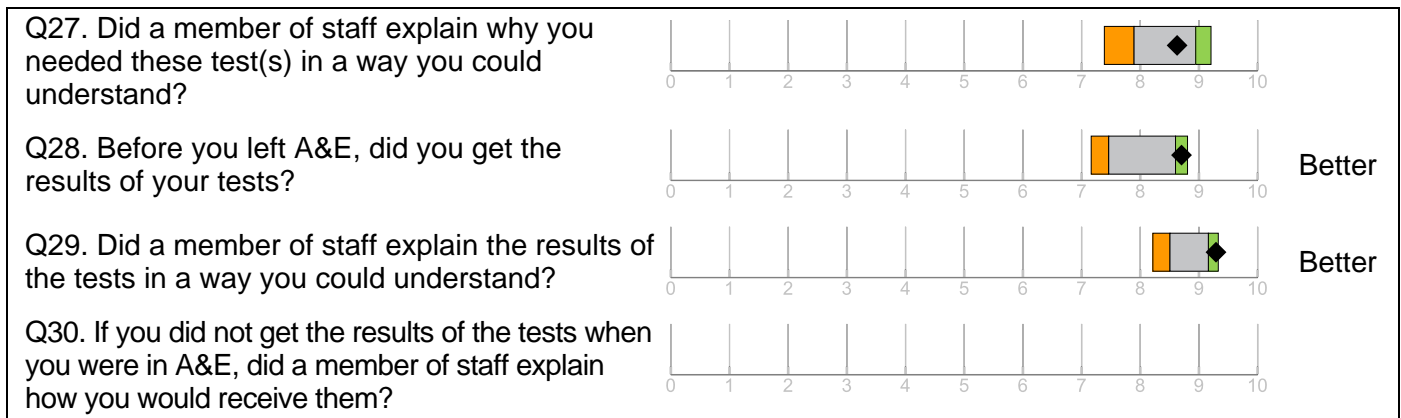 Q27. Did a member of staff explain why you
needed these test(s) in a way you could
understand?
0 1 2 3 4 5 6 7 8 9 10
Q28. Before you left A&E, did you get the
results of your tests?
0 1 2 3 4 5 6 7 8 9 10
Better
Q29. Did a member of staff explain the results of
the tests in a way you could understand?
0 1 2 3 4 5 6 7 8 9 10
Better
Q30. If you did not get the results of the tests when
you were in A&E, did a member of staff explain
how you would receive them?
0 1 2 3 4 5 6 7 8 9 10